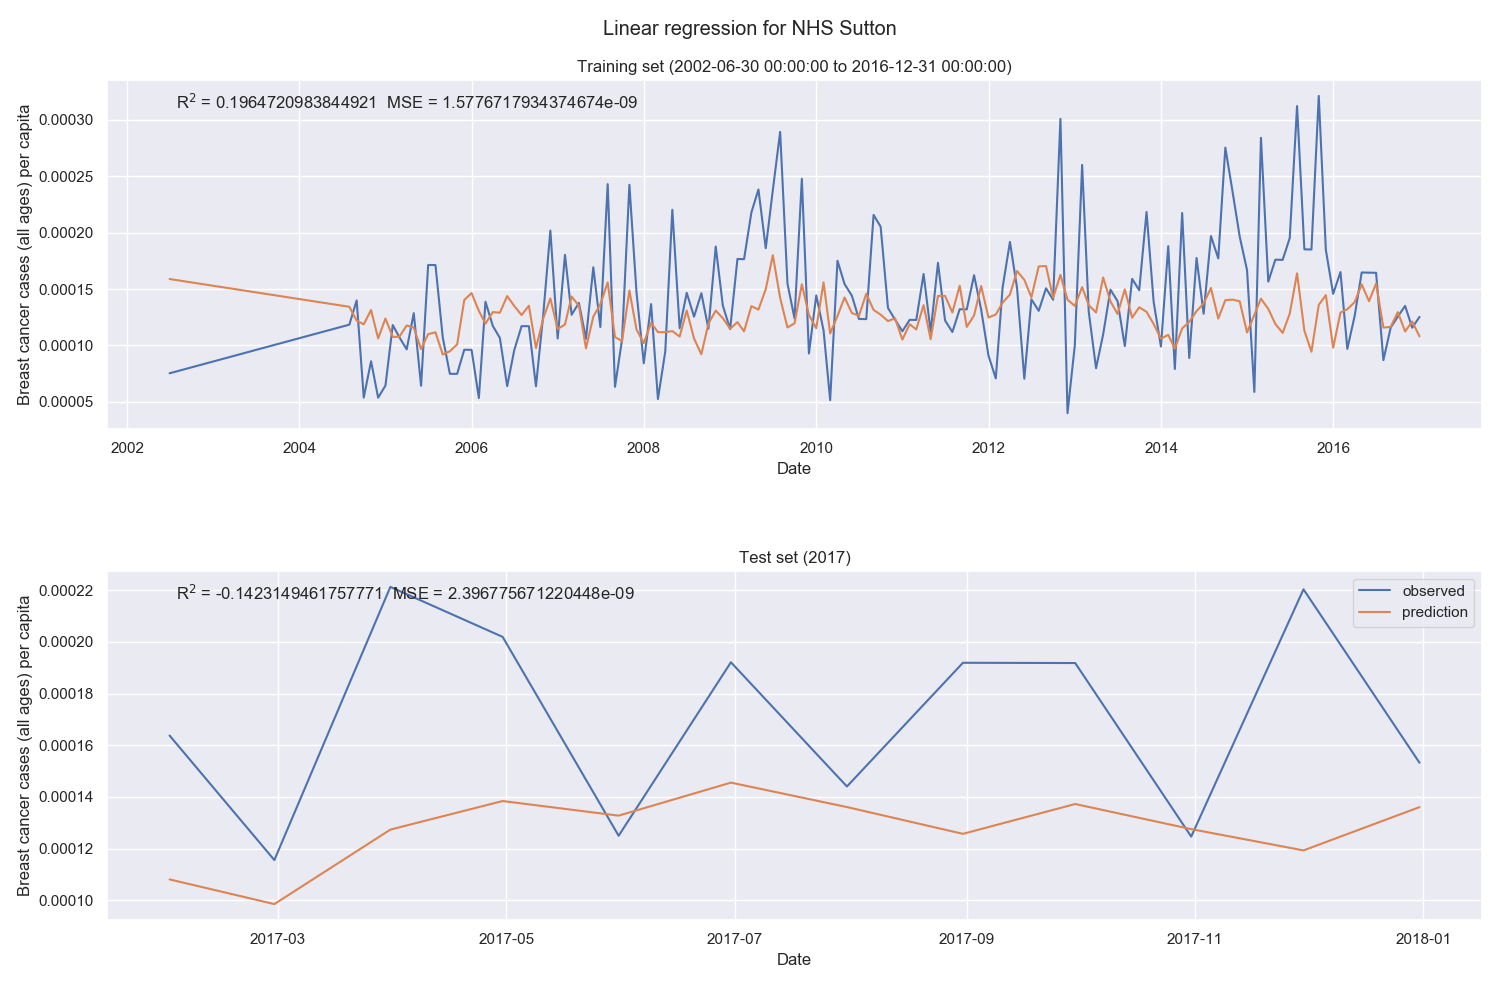 Linear regression for NHS Sutton
Training set (2002-06-30 00:00:00 to 2016-12-31 00:00:00)
R² = 0.1964720983844921 MSE = 1.5776717934374674e-09
Breast cancer cases (all ages) per capita
0.00030
0.00025
0.00020
0.00015
0.00010
0.00005
2002 2004 2006 2008 2010 2012 2014 2016
Date
Test set (2017)
R² = -0.1423149461757771 MSE = 2.396775671220448e-09
observed
prediction
Breast cancer cases (all ages) per capita
0.00022
0.00020
0.00018
0.00016
0.00014
0.00012
0.00010
2017-03 2017-05 2017-07 2017-09 2017-11 2018-01
Date